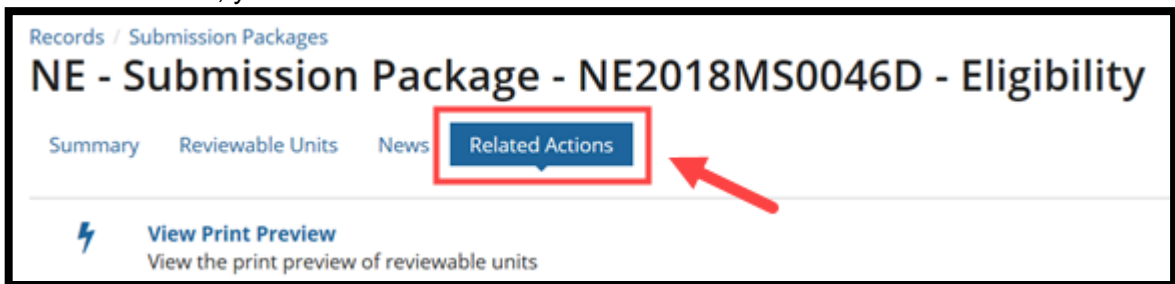 Records / Submission Packages
NE - Submission Package - NE2018MS0046D - Eligibility
Summary Reviewable Units News Related Actions
View Print Preview
View the print preview of reviewable units